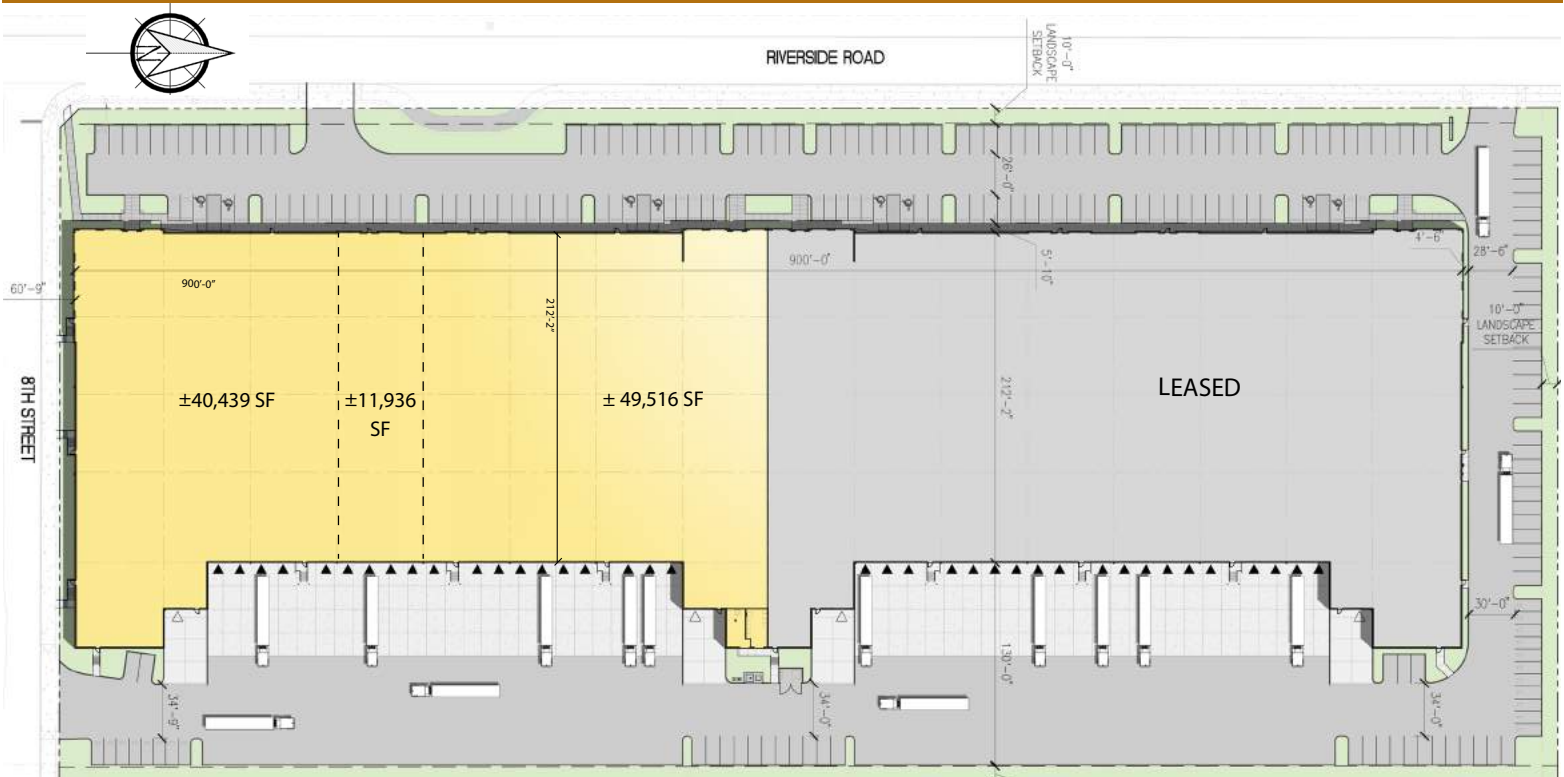 N
RIVERSIDE ROAD
10'-0"
LANDSCAPE
SETBACK
26'-0"
900'-0"
5'-10"
4'-6"
28'-6"
60'-9"
900'-0"
212'-2"
10'-0"
LANDSCAPE
SETBACK
8TH STREET
±40,439 SF
±11,936
SF
± 49,516 SF
212'-2"
LEASED
30'-0"
130'-0"
34'-9"
34'-0"
34'-0"